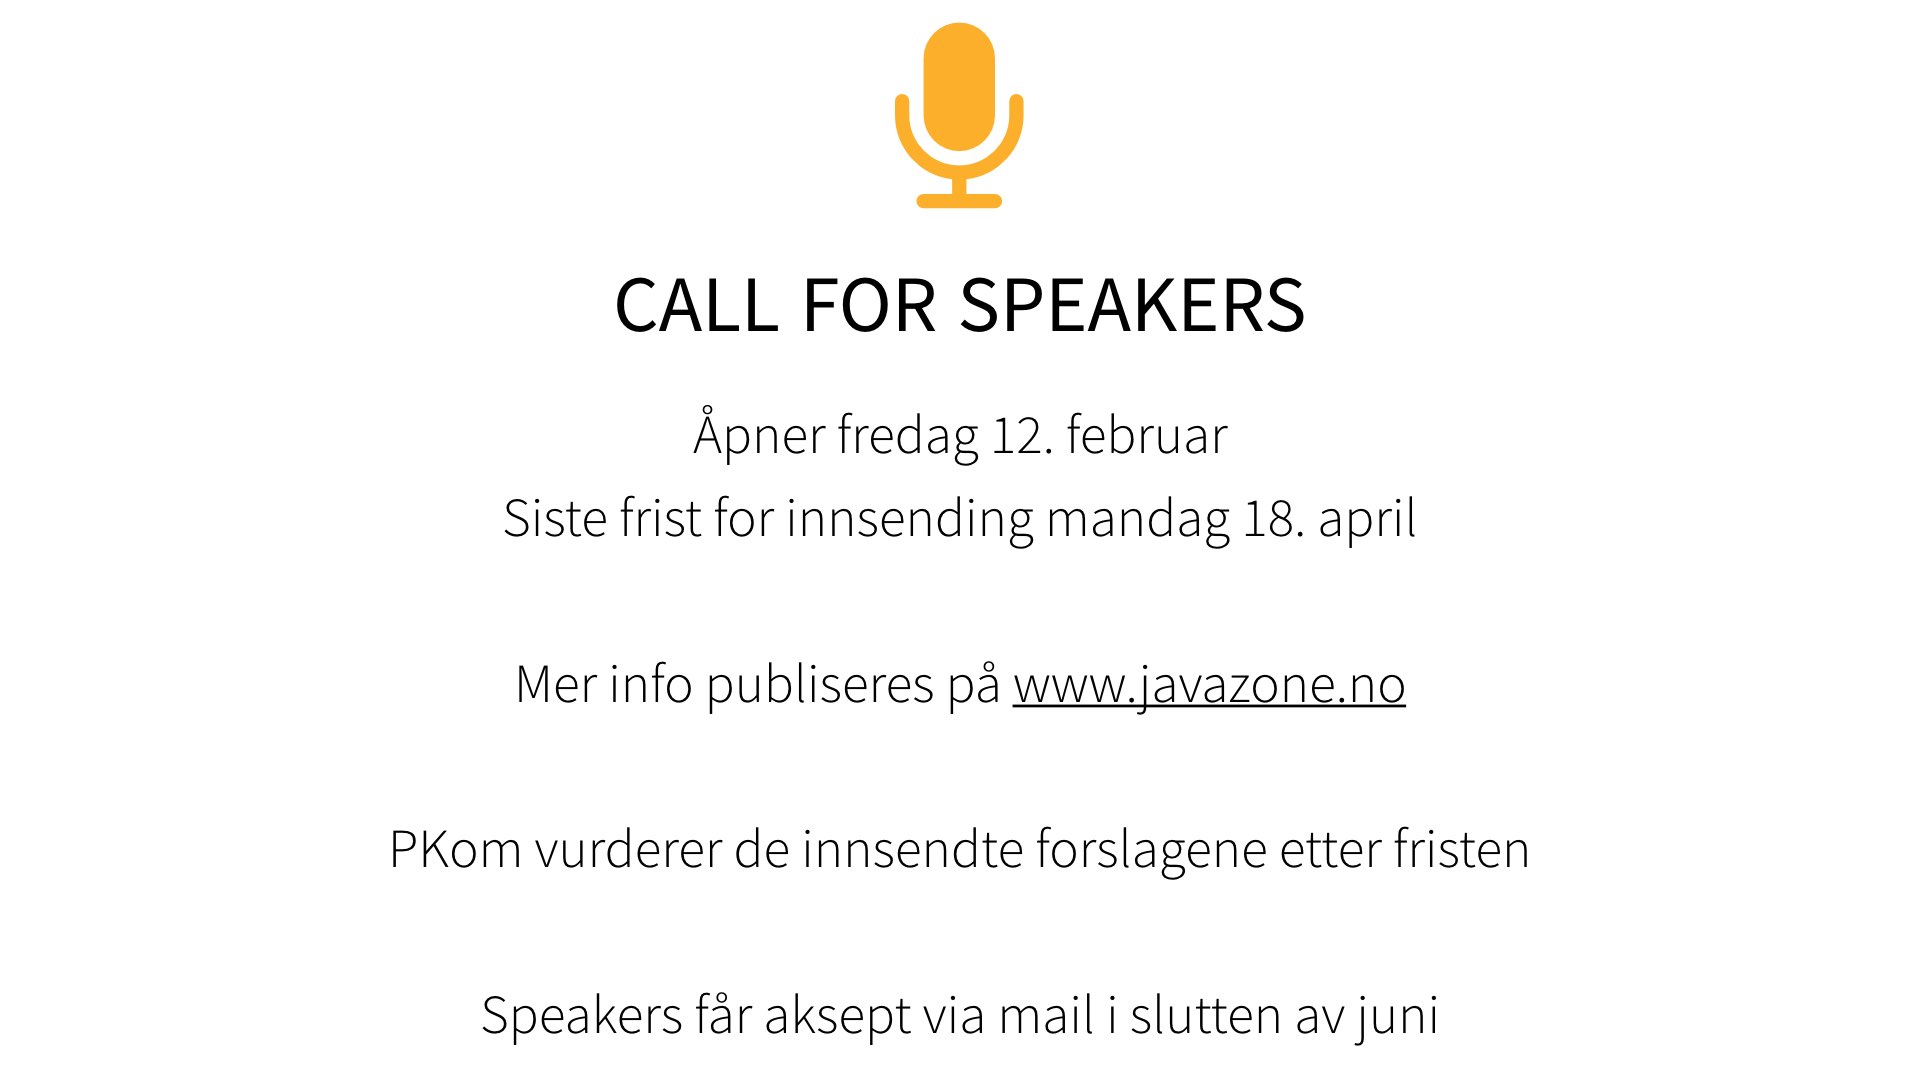 CALL FOR SPEAKERS
Åpner fredag 12. februar
Siste frist for innsending mandag 18. april
Mer info publiseres på www.javazone.no
PKom vurderer de innsendte forslagene etter fristen
Speakers får aksept via mail i slutten av juni